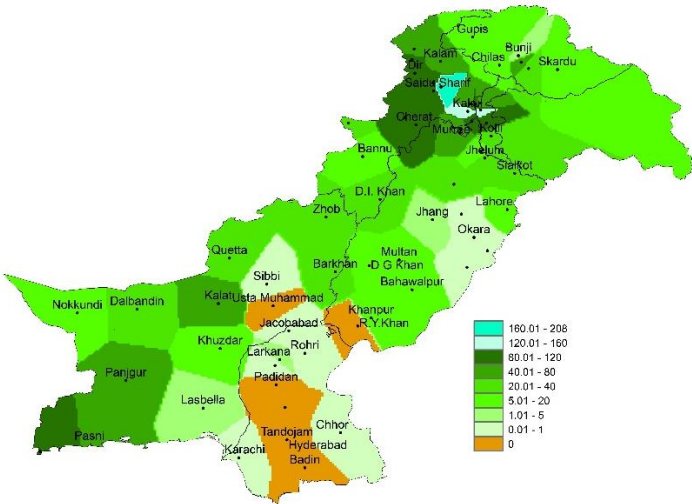 Gupis
Kalam
Bunji
Chilas
Skardu
Dir
Saidu Sharif
Kakul
Cherat
Murree
Kotli
Jhelum
Bannu
Sialkot
D.I. Khan
Lahore
Zhob
Jhang
Okara
Quetta
Multan
Barkhan
D G Khan
Sibbi
Bahawalpur
Nokkundi
Dalbandin
Kalat
Usta Muhammad
Khanpur
R.Y.Khan
Jacobabad
Khuzdar
Rohri
Larkana
Panjgur
Padidan
Lasbella
Pasni
Tandojam
Chhor
Hyderabad
Karachi
Badin
160.01 - 208
120.01 - 160
80.01 - 120
40.01 - 80
20.01 - 40
5.01 - 20
1.01 - 5
0.01 - 1
0